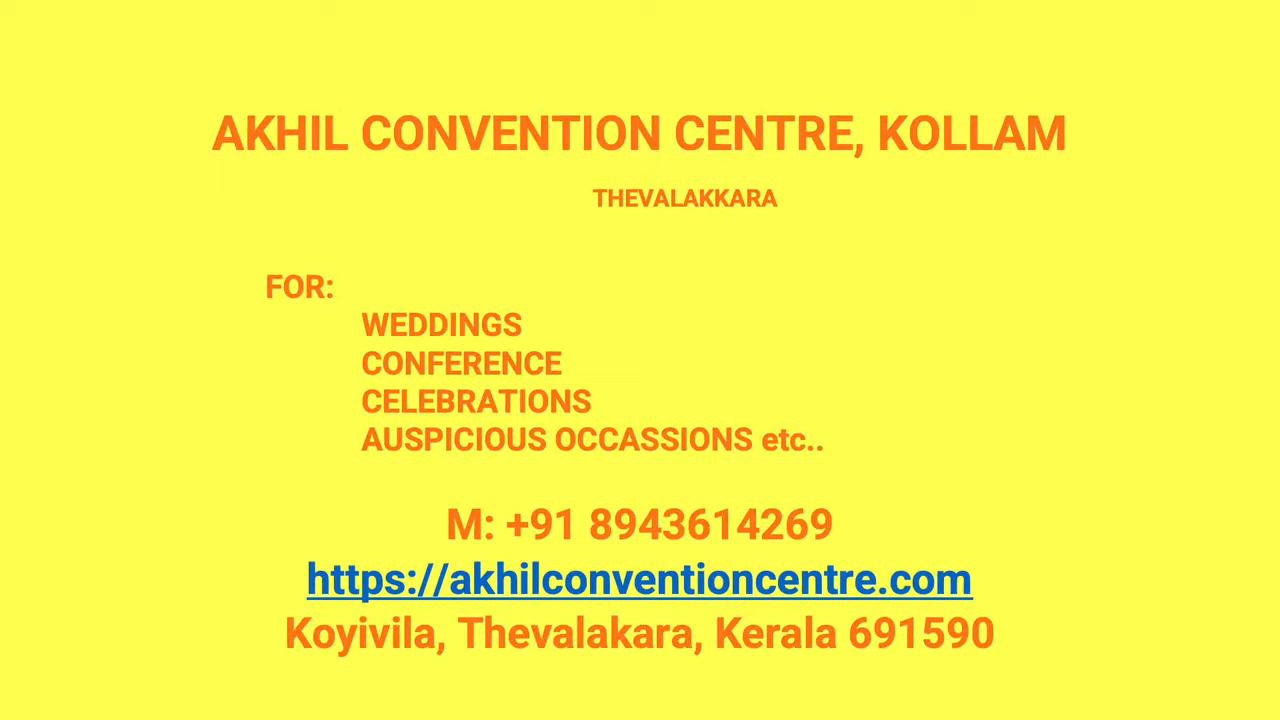 AKHIL CONVENTION CENTRE, KOLLAM
THEVALAKKARA
FOR:
WEDDINGS
CONFERENCE
CELEBRATIONS
AUSPICIOUS OCCASSIONS etc..
M: +91 8943614269
https://akhilconventioncentre.com
Koyivila, Thevalakara, Kerala 691590